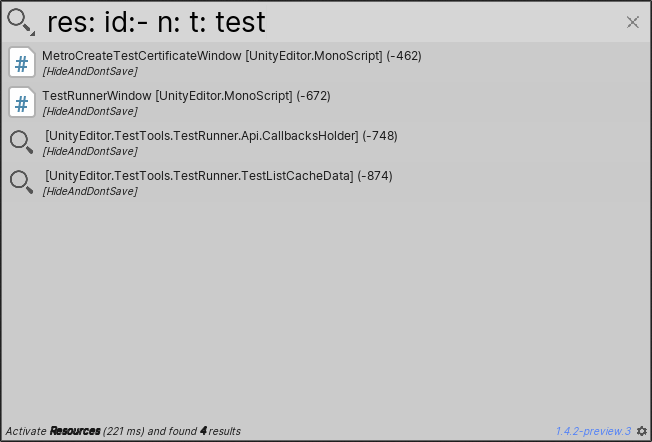 res: id:- n: t: test
MetroCreateTestCertificateWindow [UnityEditor.MonoScript] (-462)
[HideAndDontSave]
TestRunnerWindow [UnityEditor.MonoScript] (-672)
[HideAndDontSave]
[UnityEditor.TestTools.TestRunner.Api.CallbacksHolder] (-748)
[HideAndDontSave]
[UnityEditor.TestTools.TestRunner.TestListCacheData] (-874)
[HideAndDontSave]
Activate Resources (221 ms) and found 4 results 1.4.2-preview.3